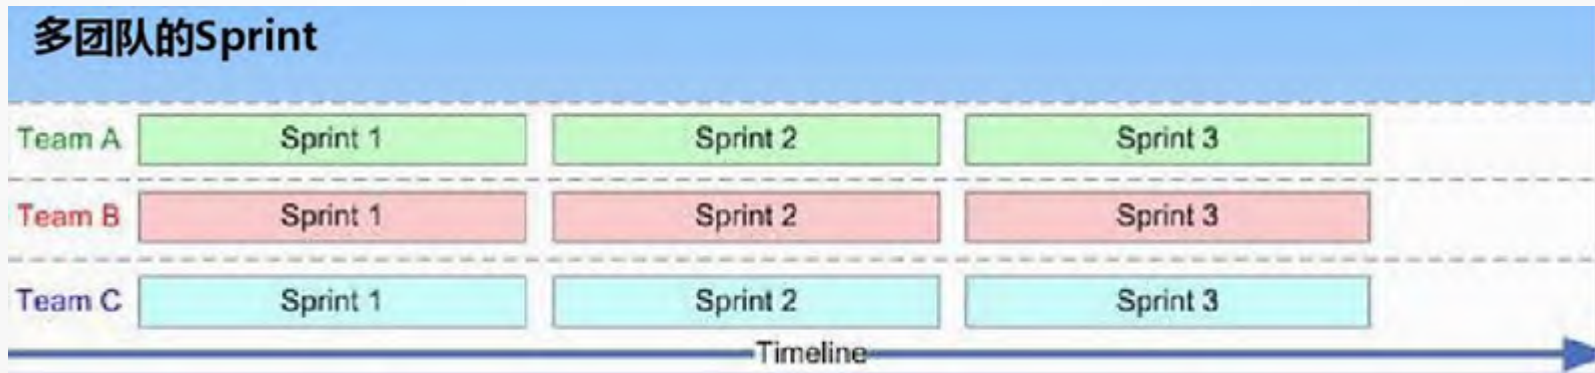 多团队的Sprint
Team A Sprint 1 Sprint 2 Sprint 3
Team B Sprint 1 Sprint 2 Sprint 3
Team C Sprint 1 Sprint 2 Sprint 3
Timeline